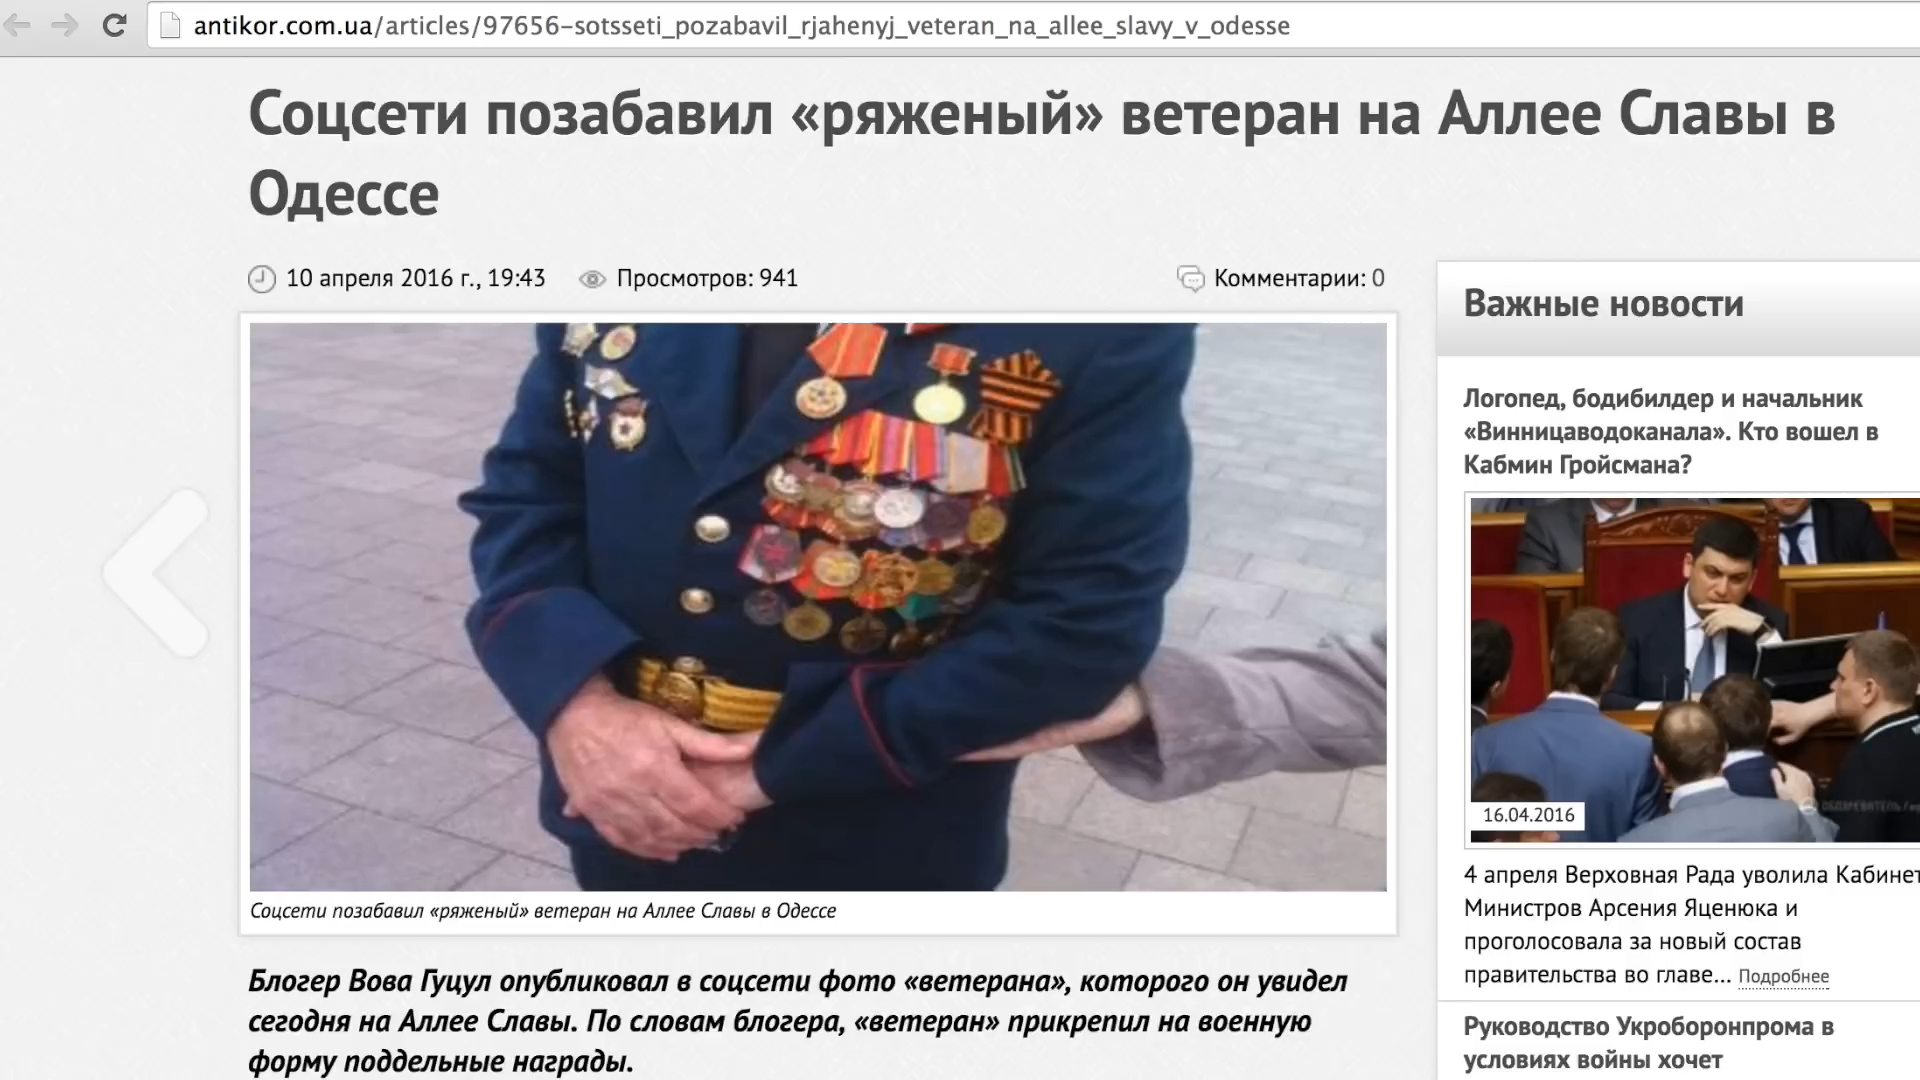 antikor.com.ua/articles/97656-sotsseti_pozabavil_rjahenyj_veteran_na_allee_slavy_v_odesse
Соцсети позабавил «ряженый» ветеран на Аллее Славы в
Одессе
10 апреля 2016 г., 19:43
Просмотров: 941
Комментарии: 0
Соцсети позабавил «ряженый» ветеран на Аллее Славы в Одессе
Блогер Вова Гуцул опубликовал в соцсети фото «ветерана», которого он увидел
сегодня на Аллее Славы. По словам блогера, «ветеран» прикрепил на военную
форму поддельные награды.
Важные новости
Логопед, бодибилдер и начальник
«Винницаводоканала». Кто вошел в
Кабмин Гройсмана?
16.04.2016
4 апреля Верховная Рада уволила Кабинет
Министров Арсения Яценюка и
проголосовала за новый состав
правительства во главе... Подробнее
Руководство Укроборонпрома в
условиях войны хочет